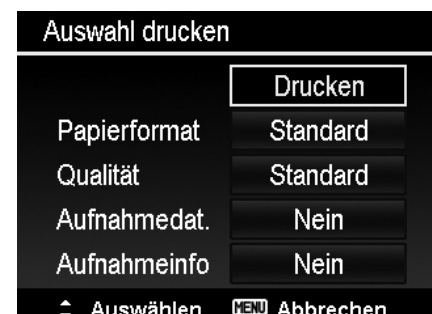 Auswahl drucken
Drucken
Papierformat Standard
Qualität Standard
Aufnahmedat. Nein
Aufnahmeinfo Nein
Auswählen MENU Abbrechen